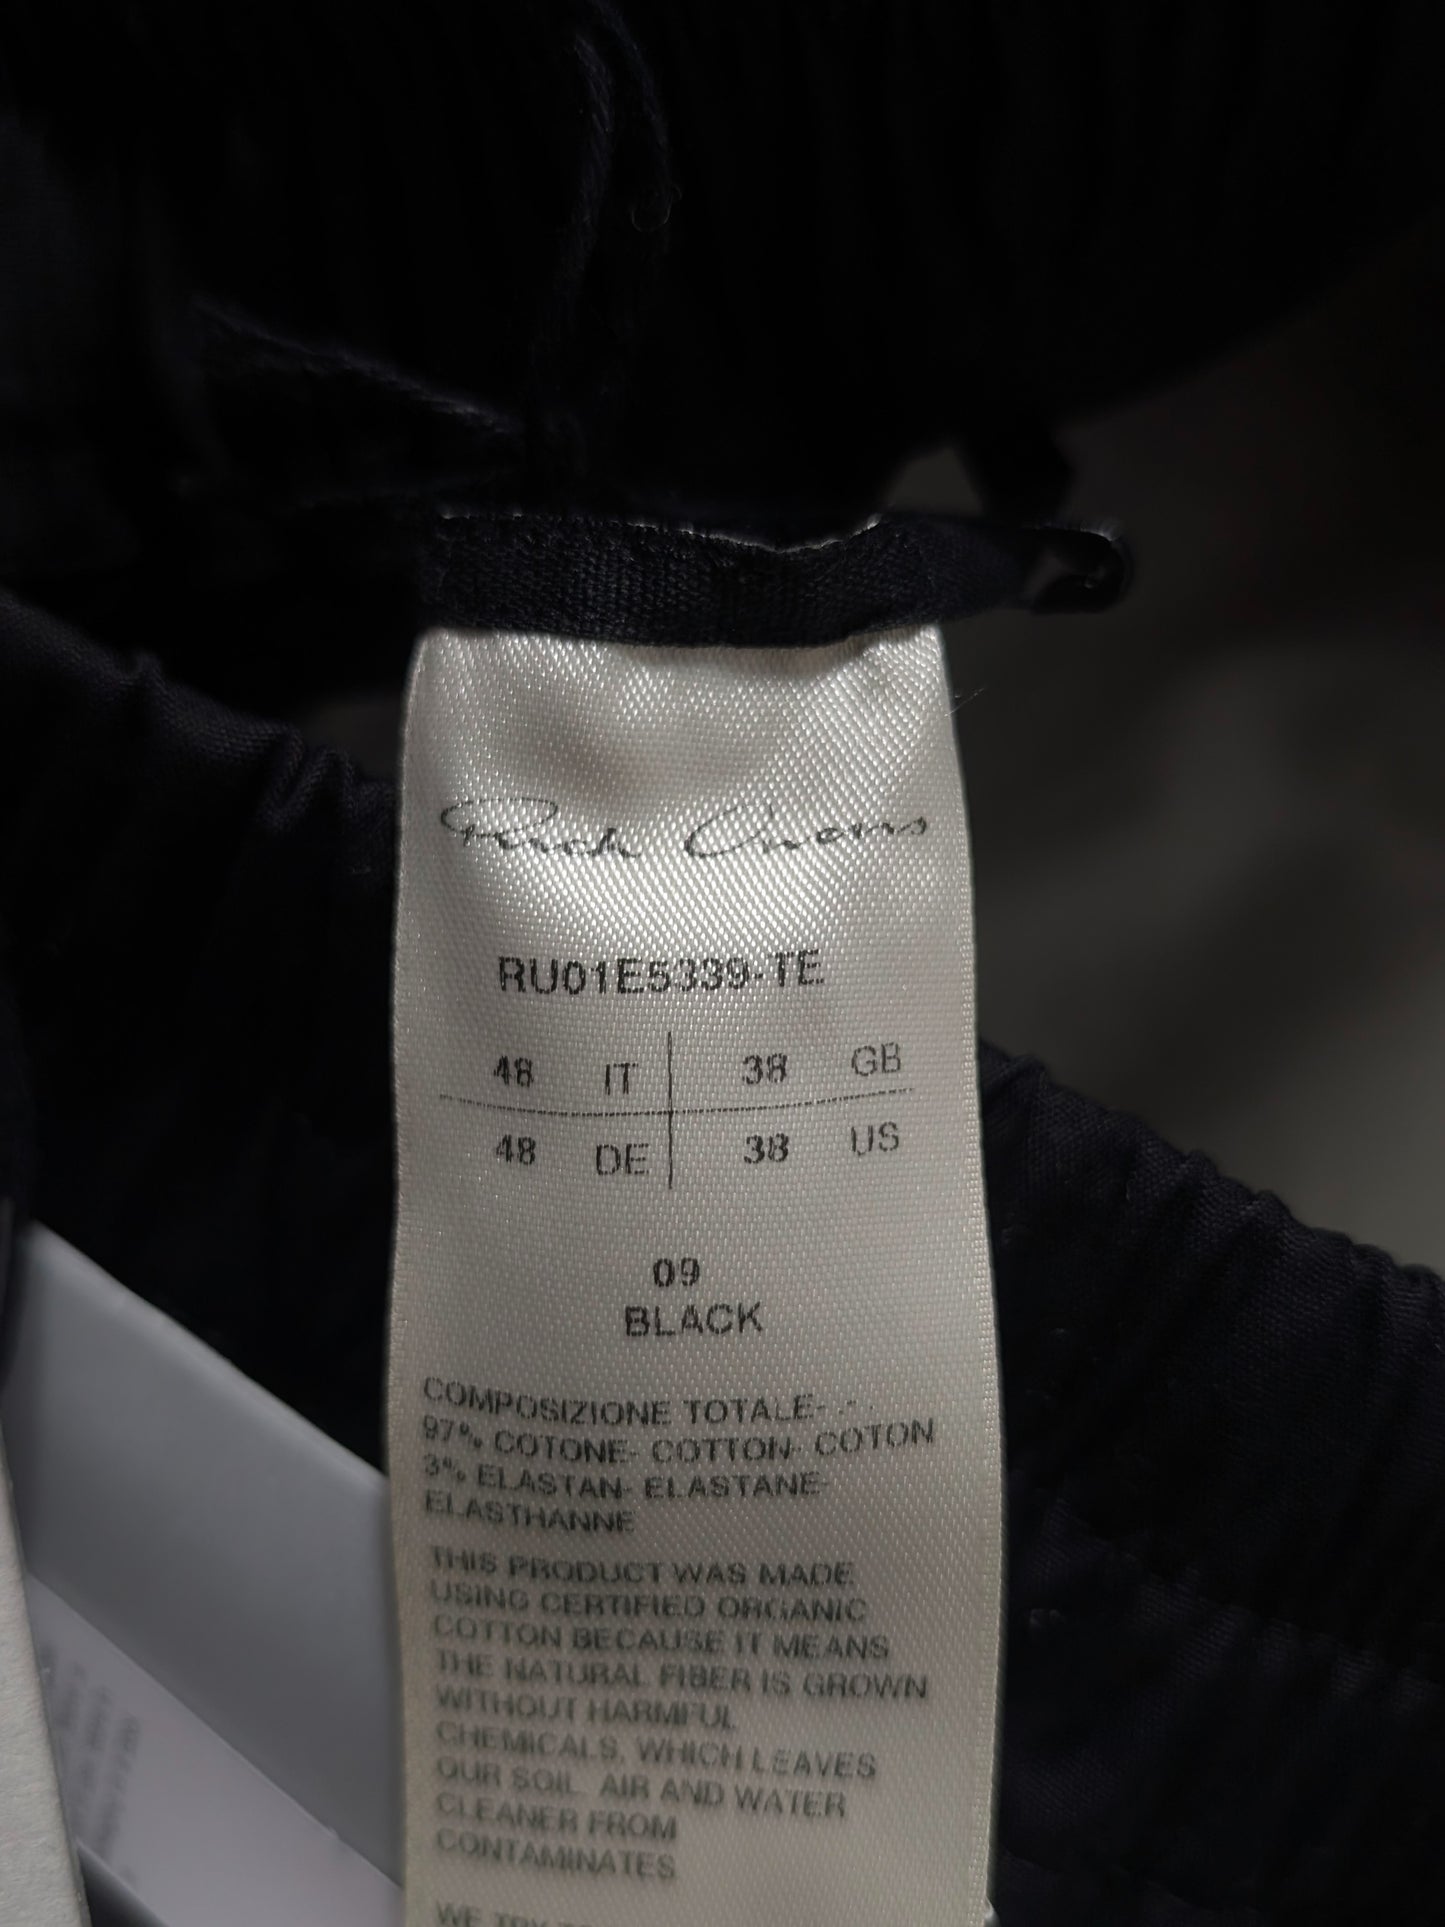 Rick Owens
RU01E5339-TE
48 IT 38 GB
48 DE 38 US
09
BLACK
COMPOSIZIONE TOTALE- .- .
97% COTONE- COTTON- COTON
3% ELASTAN- ELASTANE-
ELASTHANNE
THIS PRODUCT WAS MADE
USING CERTIFIED ORGANIC
COTTON BECAUSE IT MEANS
THE NATURAL FIBER IS GROWN
WITHOUT HARMFUL
CHEMICALS, WHICH LEAVES
OUR SOIL AIR AND WATER
CLEANER FROM
CONTAMINATES
WE TRY